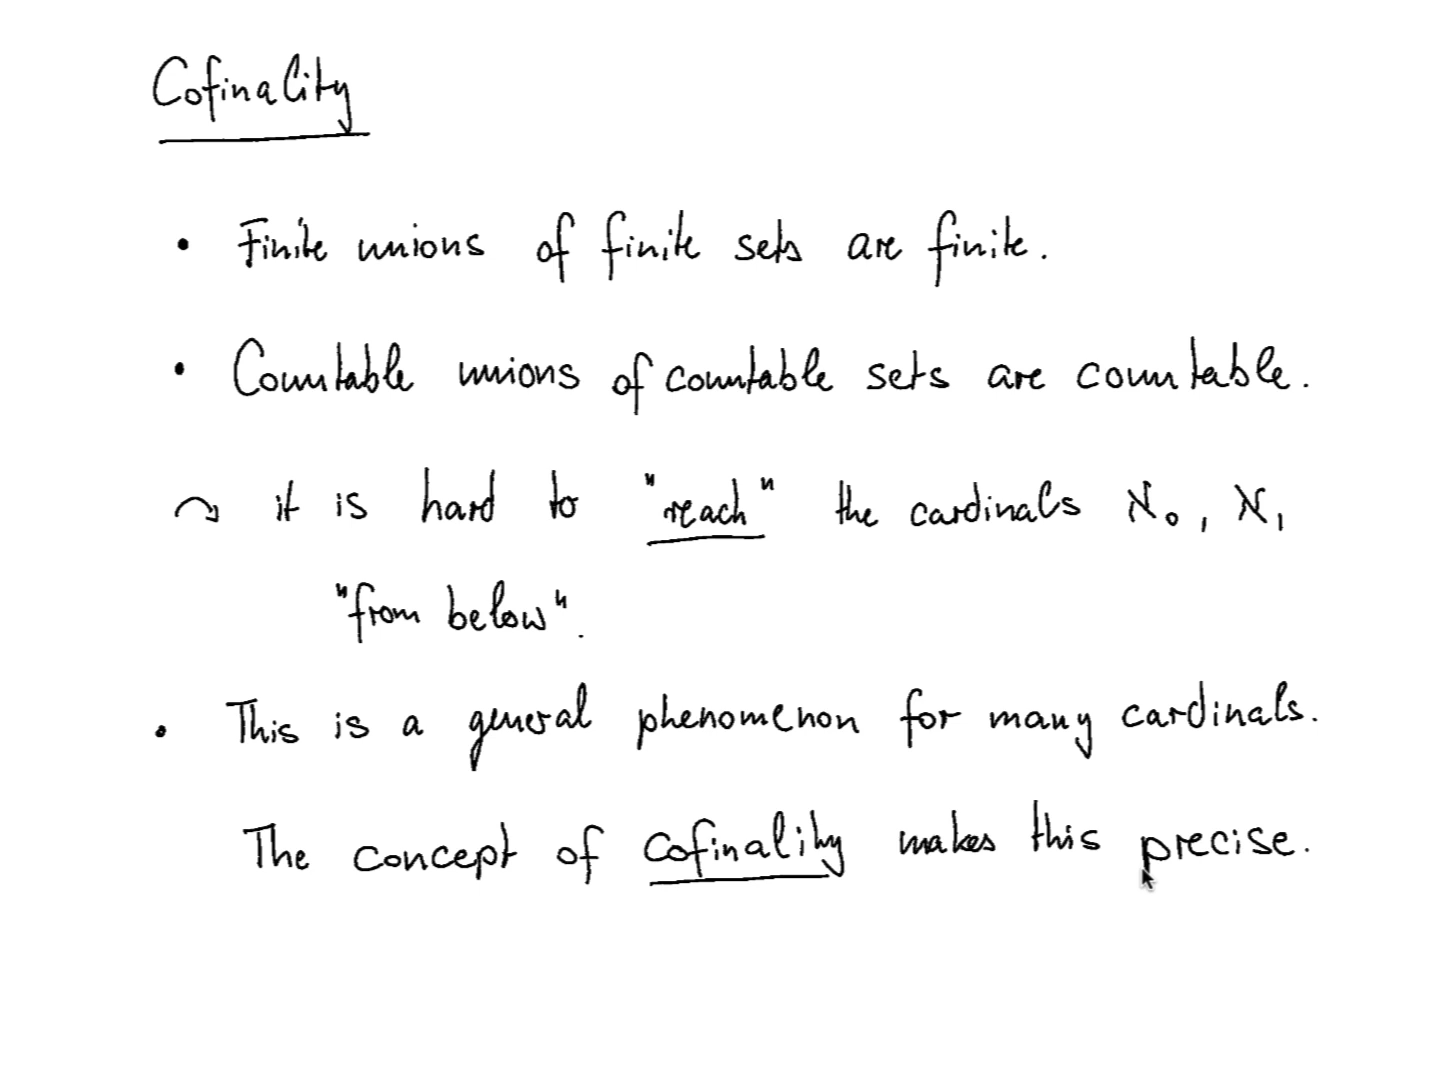 Cofinality
• Finite unions of finite sets are finite.
• Countable unions of countable sets are countable.
↷ it is hard to "reach" the cardinals ℵ₀, ℵ₁
"from below".
• This is a general phenomenon for many cardinals.
The concept of cofinality makes this precise.